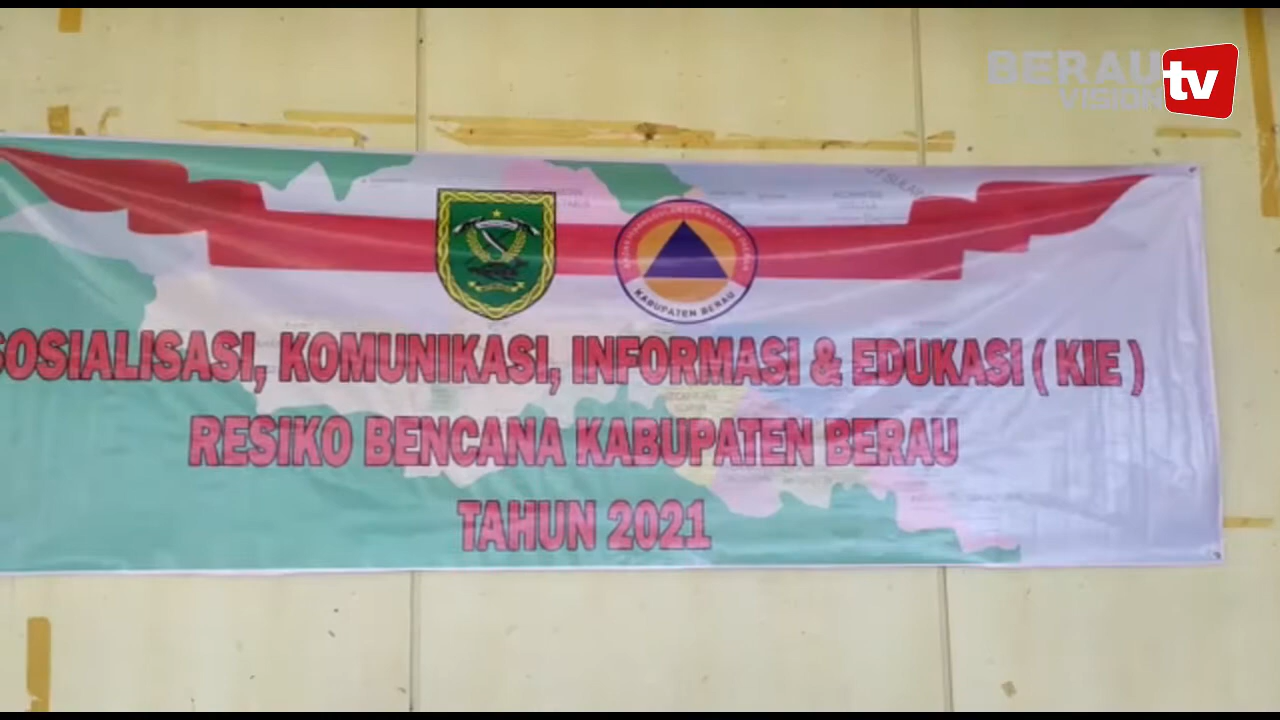 BERAU
VISION
tv
KABUPATEN BERAU
SOSIALISASI, KOMUNIKASI, INFORMASI & EDUKASI ( KIE )
RESIKO BENCANA KABUPATEN BERAU
TAHUN 2021